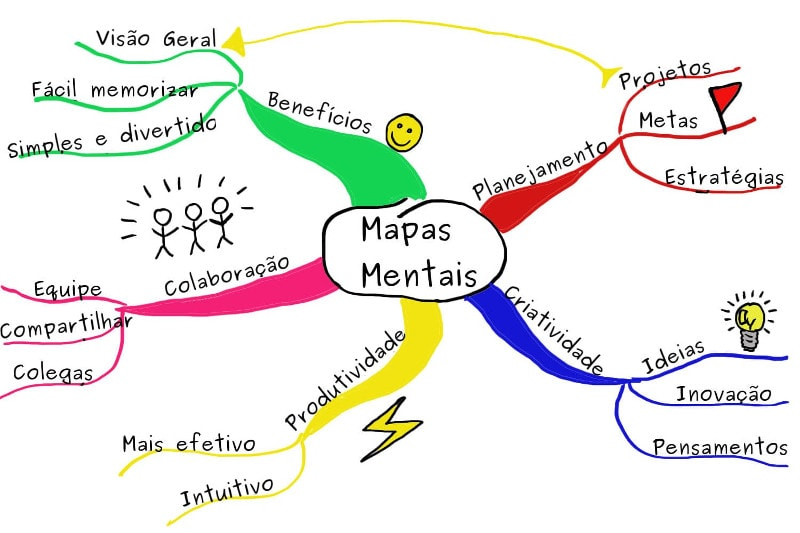 Mapas
Mentais
Benefícios
Visão Geral
Fácil memorizar
Simples e divertido
Planejamento
Projetos
Metas
Estratégias
Criatividade
Ideias
Inovação
Pensamentos
Produtividade
Mais efetivo
Intuitivo
Colaboração
Equipe
Compartilhar
Colegas